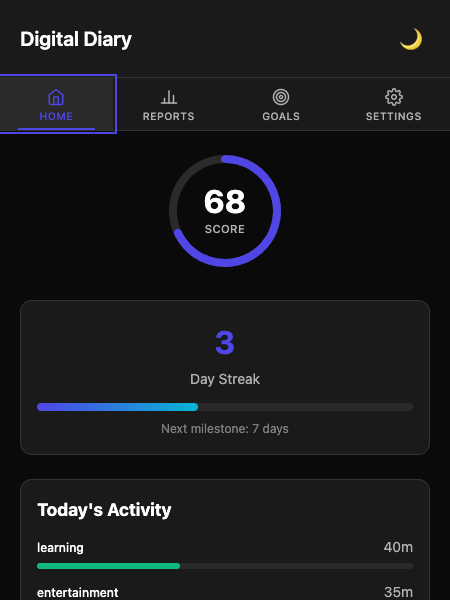 Digital Diary
HOME
REPORTS
GOALS
SETTINGS
68
SCORE
3
Day Streak
Next milestone: 7 days
Today's Activity
learning 40m
entertainment 35m